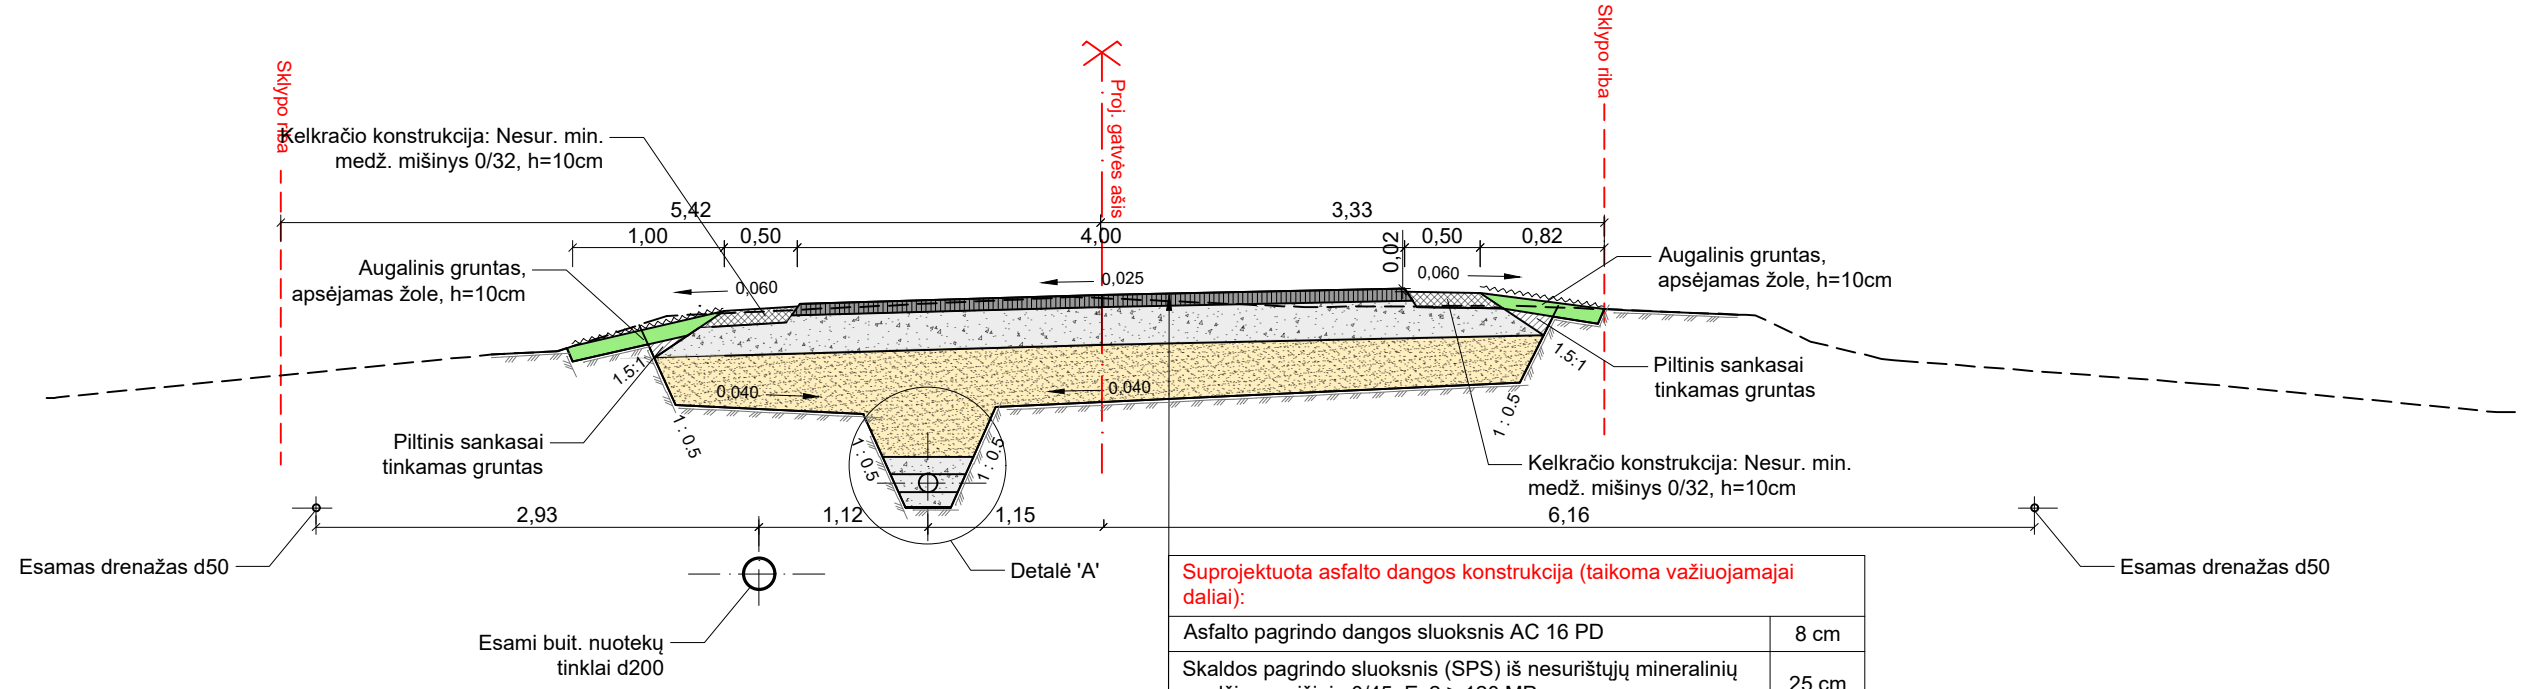 Sklypo riba
Proj. gatvės ašis
Sklypo riba
Kelkračio konstrukcija: Nesur. min.
medž. mišinys 0/32, h=10cm
5,42
3,33
1,00
0,50
4,00
0,02
0,50
0,82
Augalinis gruntas,
apsėjamas žole, h=10cm
0,060
0,025
0,060
Augalinis gruntas,
apsėjamas žole, h=10cm
1.5:1
0,040
0,040
1.5:1
Piltinis sankasai
tinkamas gruntas
1 : 0.5
1 : 0.5
1 : 0.5
1 : 0.5
Piltinis sankasai
tinkamas gruntas
Kelkračio konstrukcija: Nesur. min.
medž. mišinys 0/32, h=10cm
2,93
1,12
1,15
6,16
Esamas drenažas d50
Detalė 'A'
Esamas drenažas d50
Esami buit. nuotekų
tinklai d200
Suprojektuota asfalto dangos konstrukcija (taikoma važiuojamajai
daliai):
Asfalto pagrindo dangos sluoksnis AC 16 PD
8 cm
Skaldos pagrindo sluoksnis (SPS) iš nesurištųjų mineralinių
25 cm